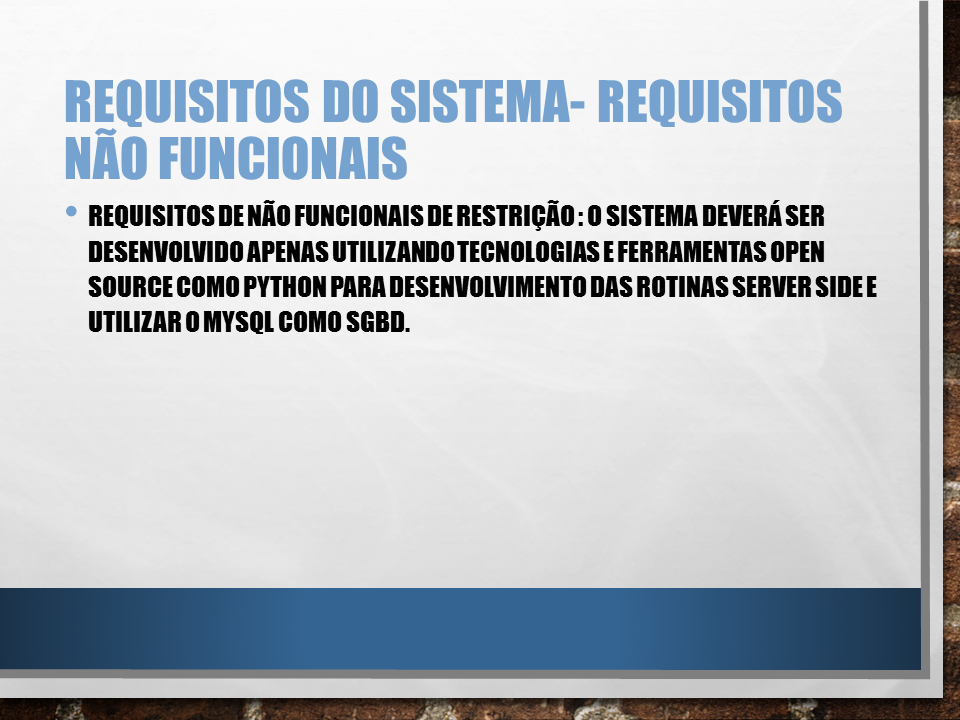 REQUISITOS DO SISTEMA- REQUISITOS
NÃO FUNCIONAIS
• REQUISITOS DE NÃO FUNCIONAIS DE RESTRIÇÃO : O SISTEMA DEVERÁ SER
DESENVOLVIDO APENAS UTILIZANDO TECNOLOGIAS E FERRAMENTAS OPEN
SOURCE COMO PYTHON PARA DESENVOLVIMENTO DAS ROTINAS SERVER SIDE E
UTILIZAR O MYSQL COMO SGBD.